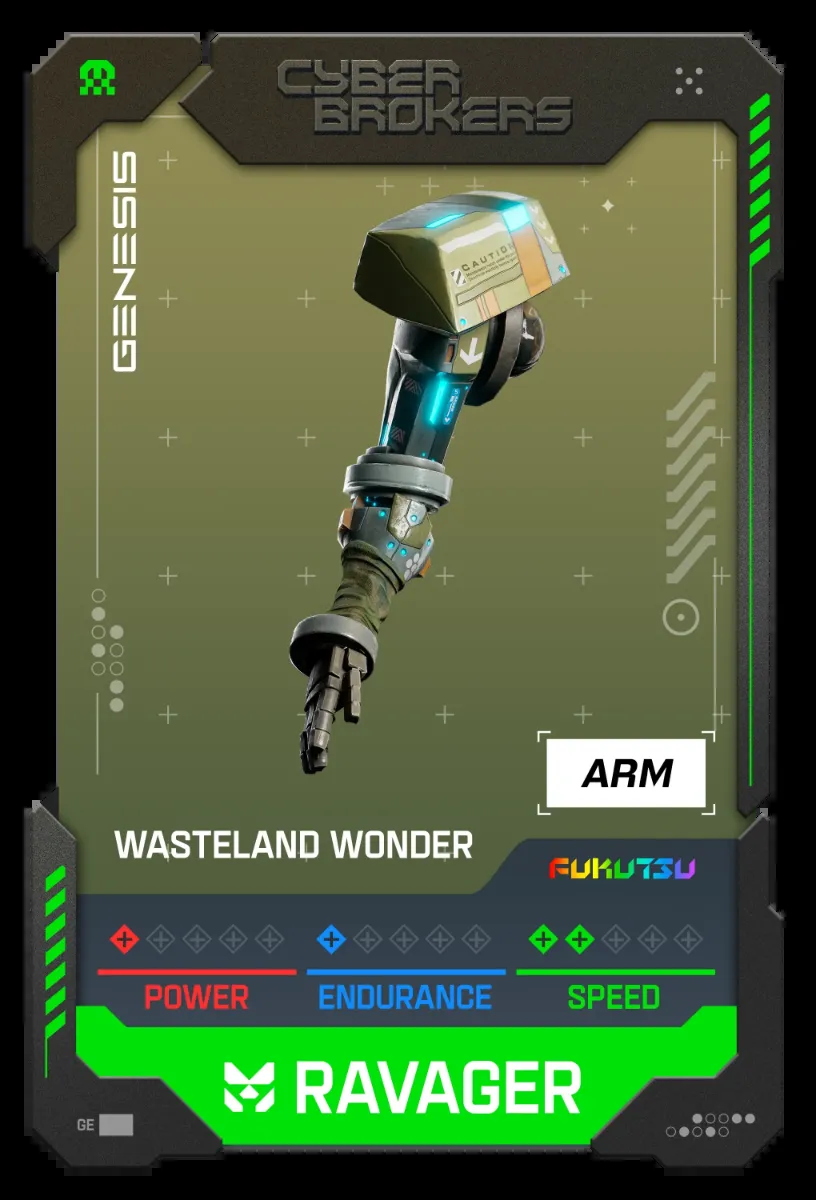 CYBER
BROKERS
GENESIS
CAUTION
ARM
WASTELAND WONDER
FUKUTSU
POWER
ENDURANCE
SPEED
RAVAGER
GE